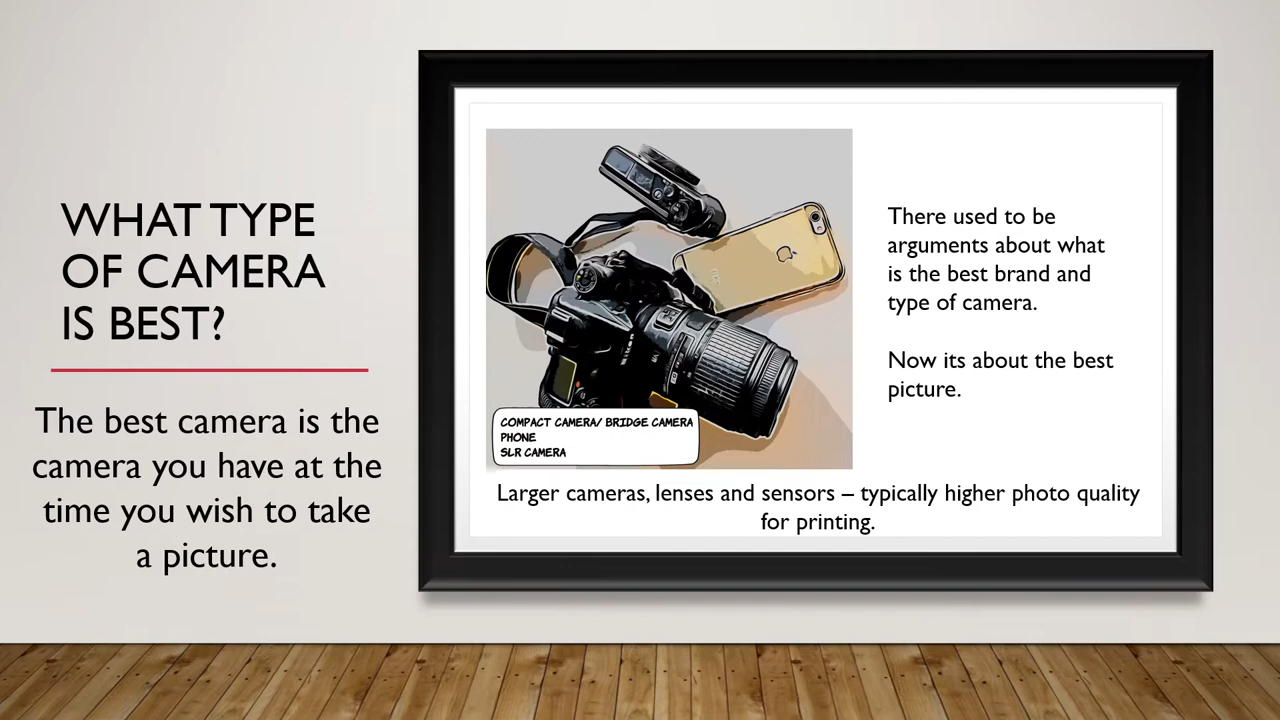 WHAT TYPE
OF CAMERA
IS BEST?
The best camera is the
camera you have at the
time you wish to take
a picture.
COMPACT CAMERA/ BRIDGE CAMERA
PHONE
SLR CAMERA
There used to be
arguments about what
is the best brand and
type of camera.
Now its about the best
picture.
Larger cameras, lenses and sensors – typically higher photo quality
for printing.